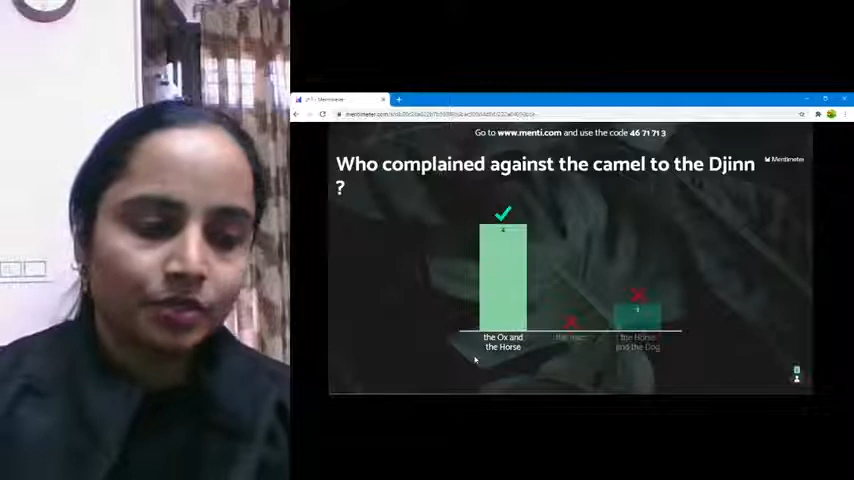 Mentimeter
Go to www.menti.com and use the code 46 71 71 3
Who complained against the camel to the Djinn
?
Mentimeter
the Ox and
the Horse
the Horse
and the Dog